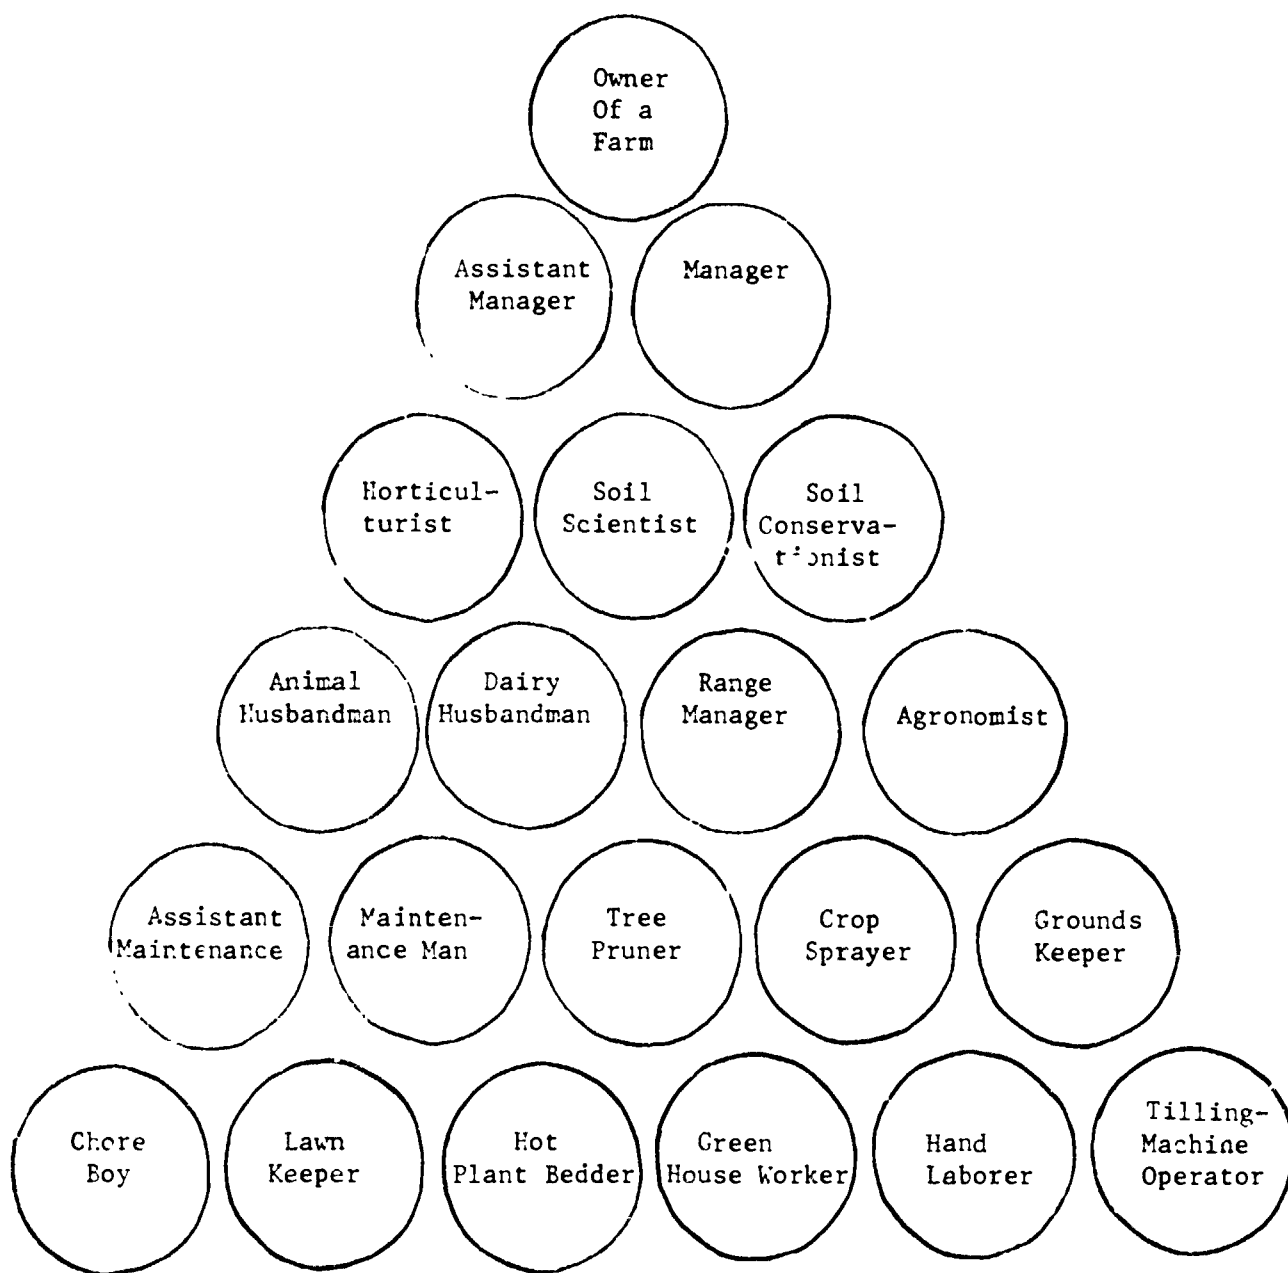 Owner
Of a
Farm
Assistant
Manager
Manager
Horticul-
turist
Soil
Scientist
Soil
Conserva-
tionist
Animal
Husbandman
Dairy
Husbandman
Range
Manager
Agronomist
Assistant
Maintenance
Mainten-
ance Man
Tree
Pruner
Crop
Sprayer
Grounds
Keeper
Chore
Boy
Lawn
Keeper
Hot
Plant Bedder
Green
House Worker
Hand
Laborer
Tilling-
Machine
Operator